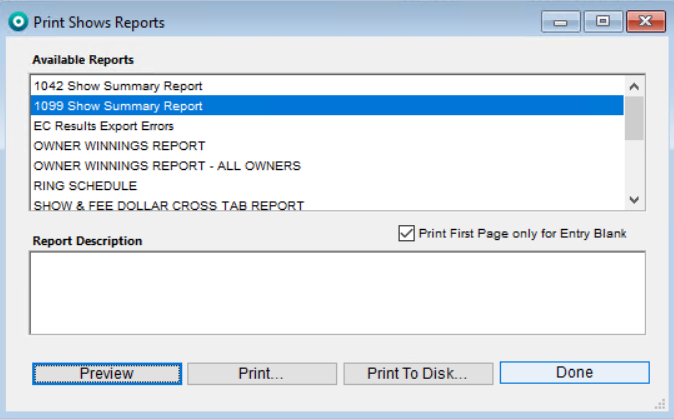 Print Shows Reports
Available Reports
1042 Show Summary Report
1099 Show Summary Report
EC Results Export Errors
OWNER WINNINGS REPORT
OWNER WINNINGS REPORT - ALL OWNERS
RING SCHEDULE
SHOW & FEE DOLLAR CROSS TAB REPORT
Print First Page only for Entry Blank
Report Description
Preview
Print...
Print To Disk...
Done